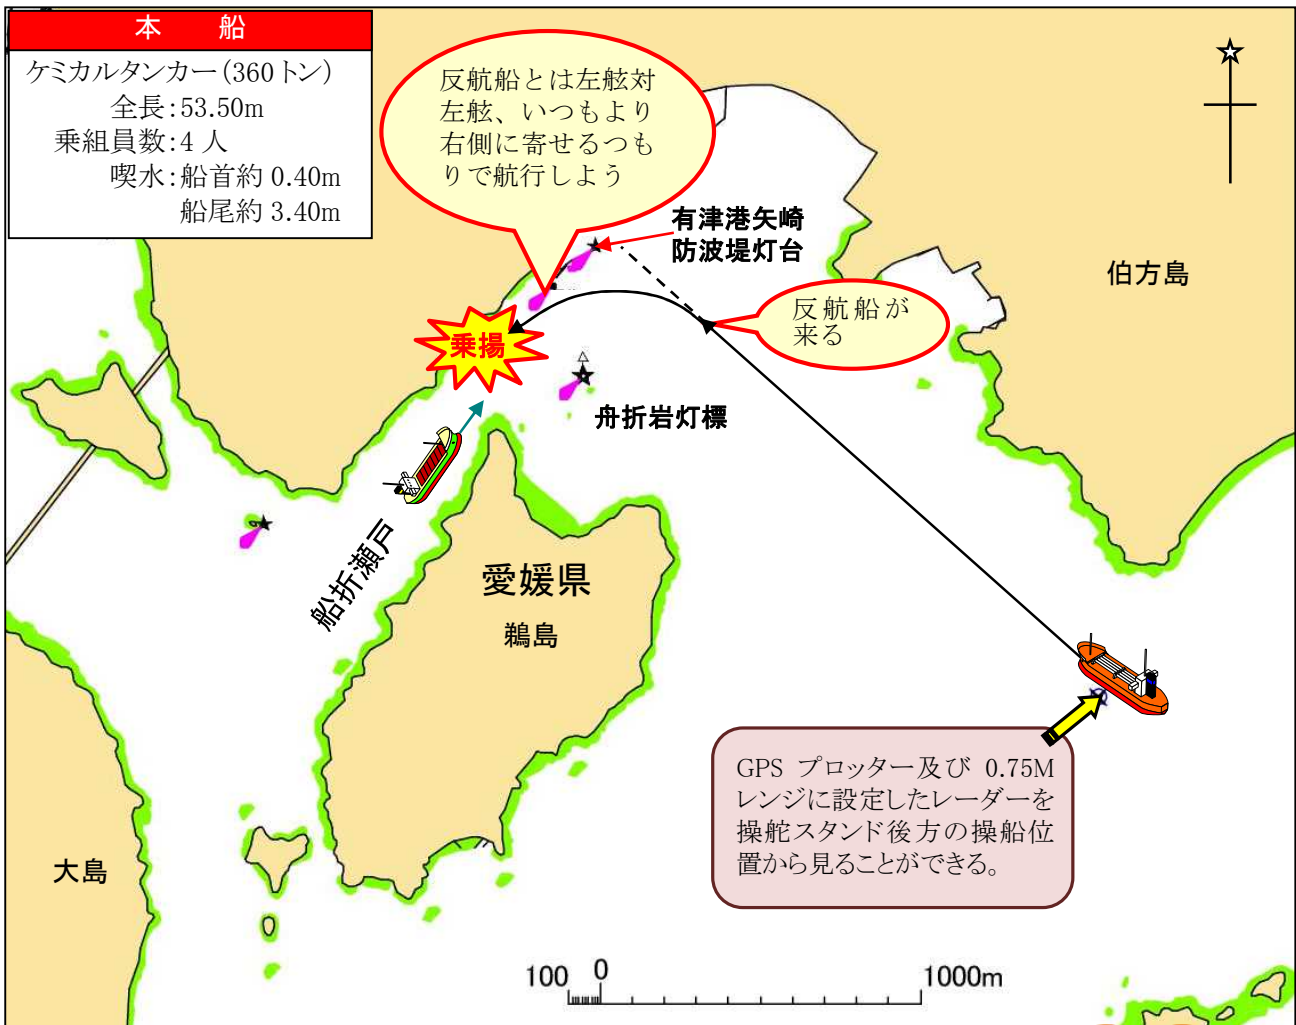 本　船
ケミカルタンカー(360トン)
全長:53.50m
乗組員数:4人
喫水:船首約0.40m
船尾約3.40m
反航船とは左舷対
左舷、いつもより
右側に寄せるつも
りで航行しよう
有津港矢崎
防波堤灯台
伯方島
反航船が
来る
乗揚
舟折岩灯標
船折瀬戸
愛媛県
鵜島
GPS プロッター及び 0.75M
レンジに設定したレーダーを
操舵スタンド後方の操船位
置から見ることができる。
大島
100 0 1000m